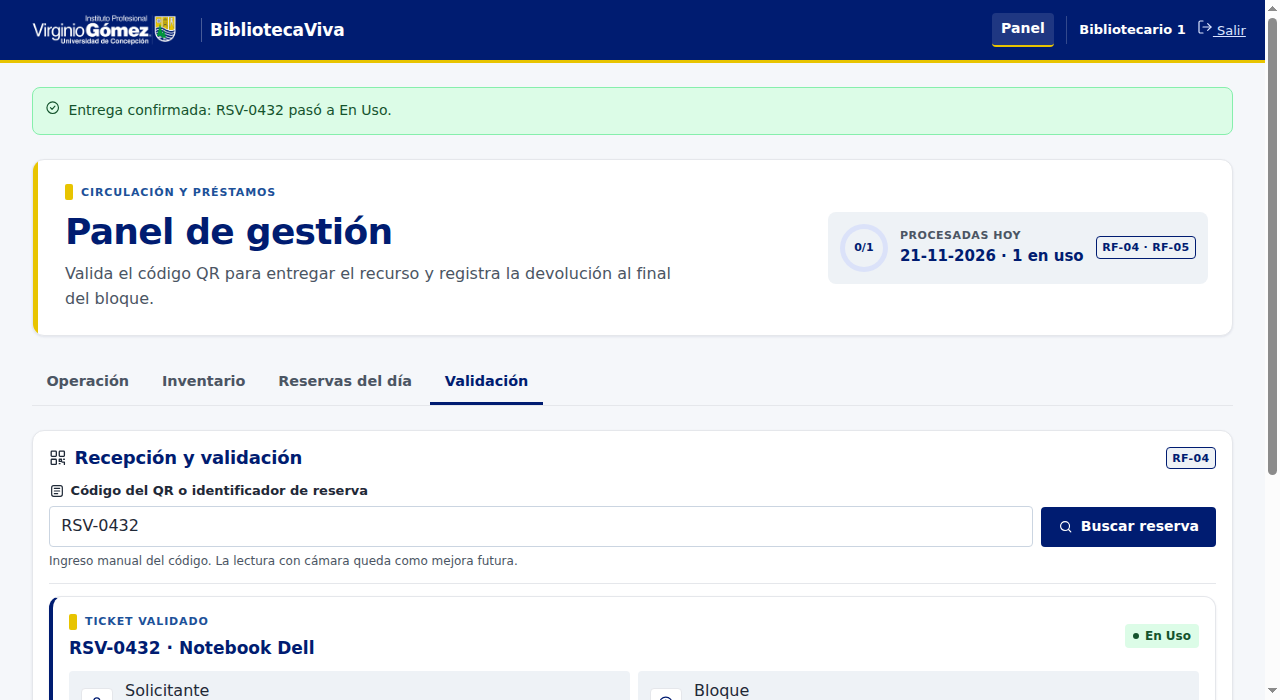 Instituto Profesional
VirginioGómez
Universidad de Concepción
BibliotecaViva
Panel
Bibliotecario 1
Salir
Entrega confirmada: RSV-0432 pasó a En Uso.
CIRCULACIÓN Y PRÉSTAMOS
Panel de gestión
Valida el código QR para entregar el recurso y registra la devolución al final
del bloque.
0/1
PROCESADAS HOY
21-11-2026 · 1 en uso
RF-04 · RF-05
Operación
Inventario
Reservas del día
Validación
Recepción y validación
RF-04
Código del QR o identificador de reserva
RSV-0432
Buscar reserva
Ingreso manual del código. La lectura con cámara queda como mejora futura.
TICKET VALIDADO
RSV-0432 · Notebook Dell
En Uso
Solicitante
Bloque